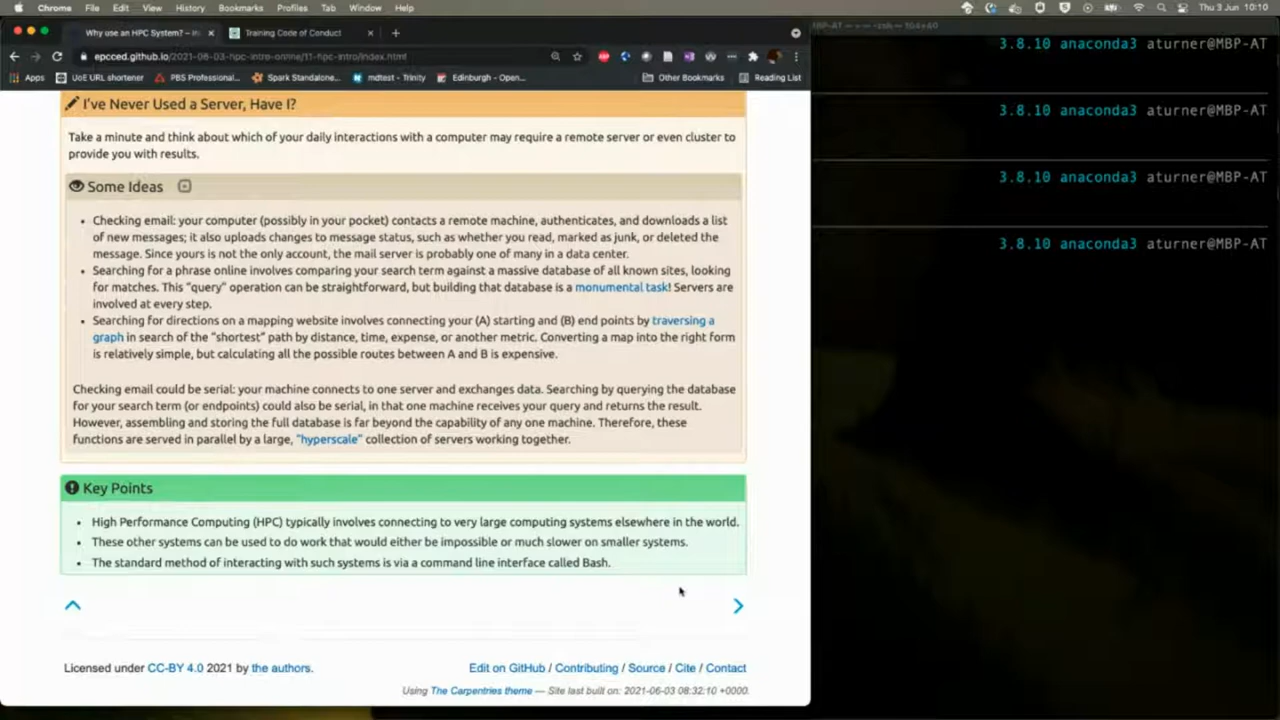 Chrome File Edit View History Bookmarks Profiles Tab Window Help Thu 3 Jun 10:10
Why use an HPC System? – In × Training Code of Conduct × +
epcced.github.io/2021-06-03-hpc-intro-online/11-hpc-intro/index.html
Apps UoE URL shortener PBS Professional... Spark Standalone... mdtest - Trinity Edinburgh - Open... Other Bookmarks Reading List
I've Never Used a Server, Have I?
Take a minute and think about which of your daily interactions with a computer may require a remote server or even cluster to
provide you with results.
Some Ideas
• Checking email: your computer (possibly in your pocket) contacts a remote machine, authenticates, and downloads a list
of new messages; it also uploads changes to message status, such as whether you read, marked as junk, or deleted the
message. Since yours is not the only account, the mail server is probably one of many in a data center.
• Searching for a phrase online involves comparing your search term against a massive database of all known sites, looking
for matches. This "query" operation can be straightforward, but building that database is a monumental task! Servers are
involved at every step.
• Searching for directions on a mapping website involves connecting your (A) starting and (B) end points by traversing a
graph in search of the "shortest" path by distance, time, expense, or another metric. Converting a map into the right form
is relatively simple, but calculating all the possible routes between A and B is expensive.
Checking email could be serial: your machine connects to one server and exchanges data. Searching by querying the database
for your search term (or endpoints) could also be serial, in that one machine receives your query and returns the result.
However, assembling and storing the full database is far beyond the capability of any one machine. Therefore, these
functions are served in parallel by a large, "hyperscale" collection of servers working together.
Key Points
• High Performance Computing (HPC) typically involves connecting to very large computing systems elsewhere in the world.
• These other systems can be used to do work that would either be impossible or much slower on smaller systems.
• The standard method of interacting with such systems is via a command line interface called Bash.
Licensed under CC-BY 4.0 2021 by the authors.
Edit on GitHub / Contributing / Source / Cite / Contact
Using The Carpentries theme — Site last built on: 2021-06-03 08:32:10 +0000.
3.8.10 anaconda3 aturner@MBP-AT
3.8.10 anaconda3 aturner@MBP-AT
3.8.10 anaconda3 aturner@MBP-AT
3.8.10 anaconda3 aturner@MBP-AT